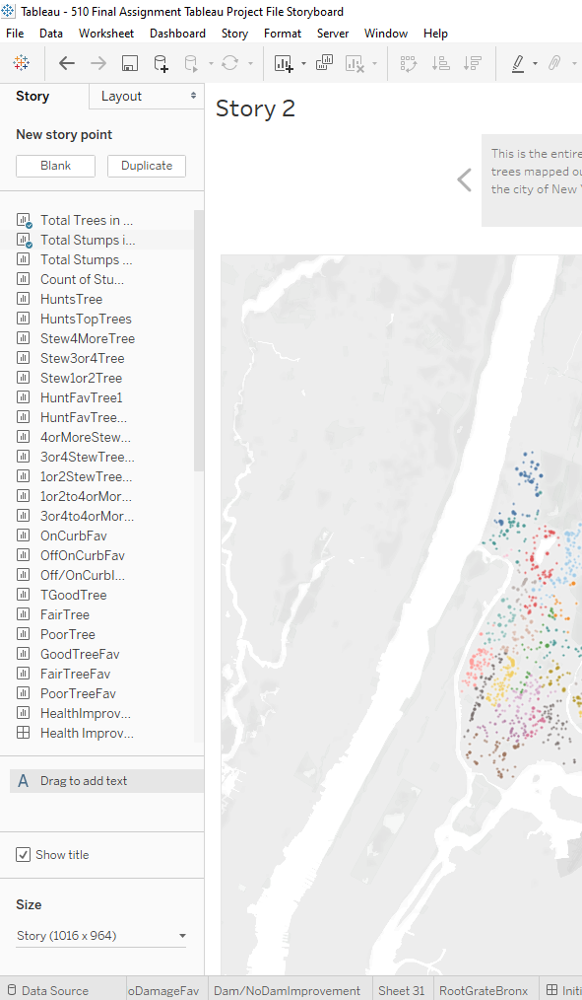 Tableau - 510 Final Assignment Tableau Project File Storyboard
File Data Worksheet Dashboard Story Format Server Window Help
Story Layout
New story point
Blank Duplicate
Total Trees in ...
Total Stumps i...
Total Stumps ...
Count of Stu...
HuntsTree
HuntsTopTrees
Stew4MoreTree
Stew3or4Tree
Stew1or2Tree
HuntFavTree1
HuntFavTree...
4orMoreStew...
3or4StewTree...
1or2StewTree...
1or2to4orMor...
3or4to4orMor...
OnCurbFav
OffOnCurbFav
Off/OnCurbI...
TGoodTree
FairTree
PoorTree
GoodTreeFav
FairTreeFav
PoorTreeFav
HealthImprov...
Health Improv...
A Drag to add text
Show title
Size
Story (1016 x 964)
Story 2
This is the entire
trees mapped ou
the city of New
Data Source oDamageFav Dam/NoDamImprovement Sheet 31 RootGrateBronx Initi